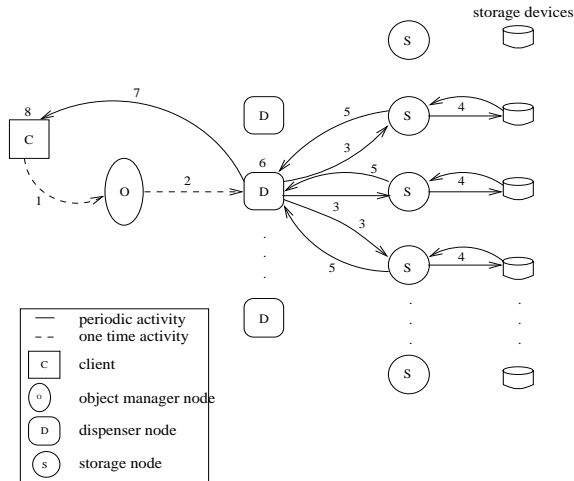 storage devices
S
7
5
S
4
8
D
3
C
6
5
1
O
2
D
S
4
3
3
5
S
4
D
S
periodic activity
one time activity
C
client
O
object manager node
D
dispenser node
S
storage node